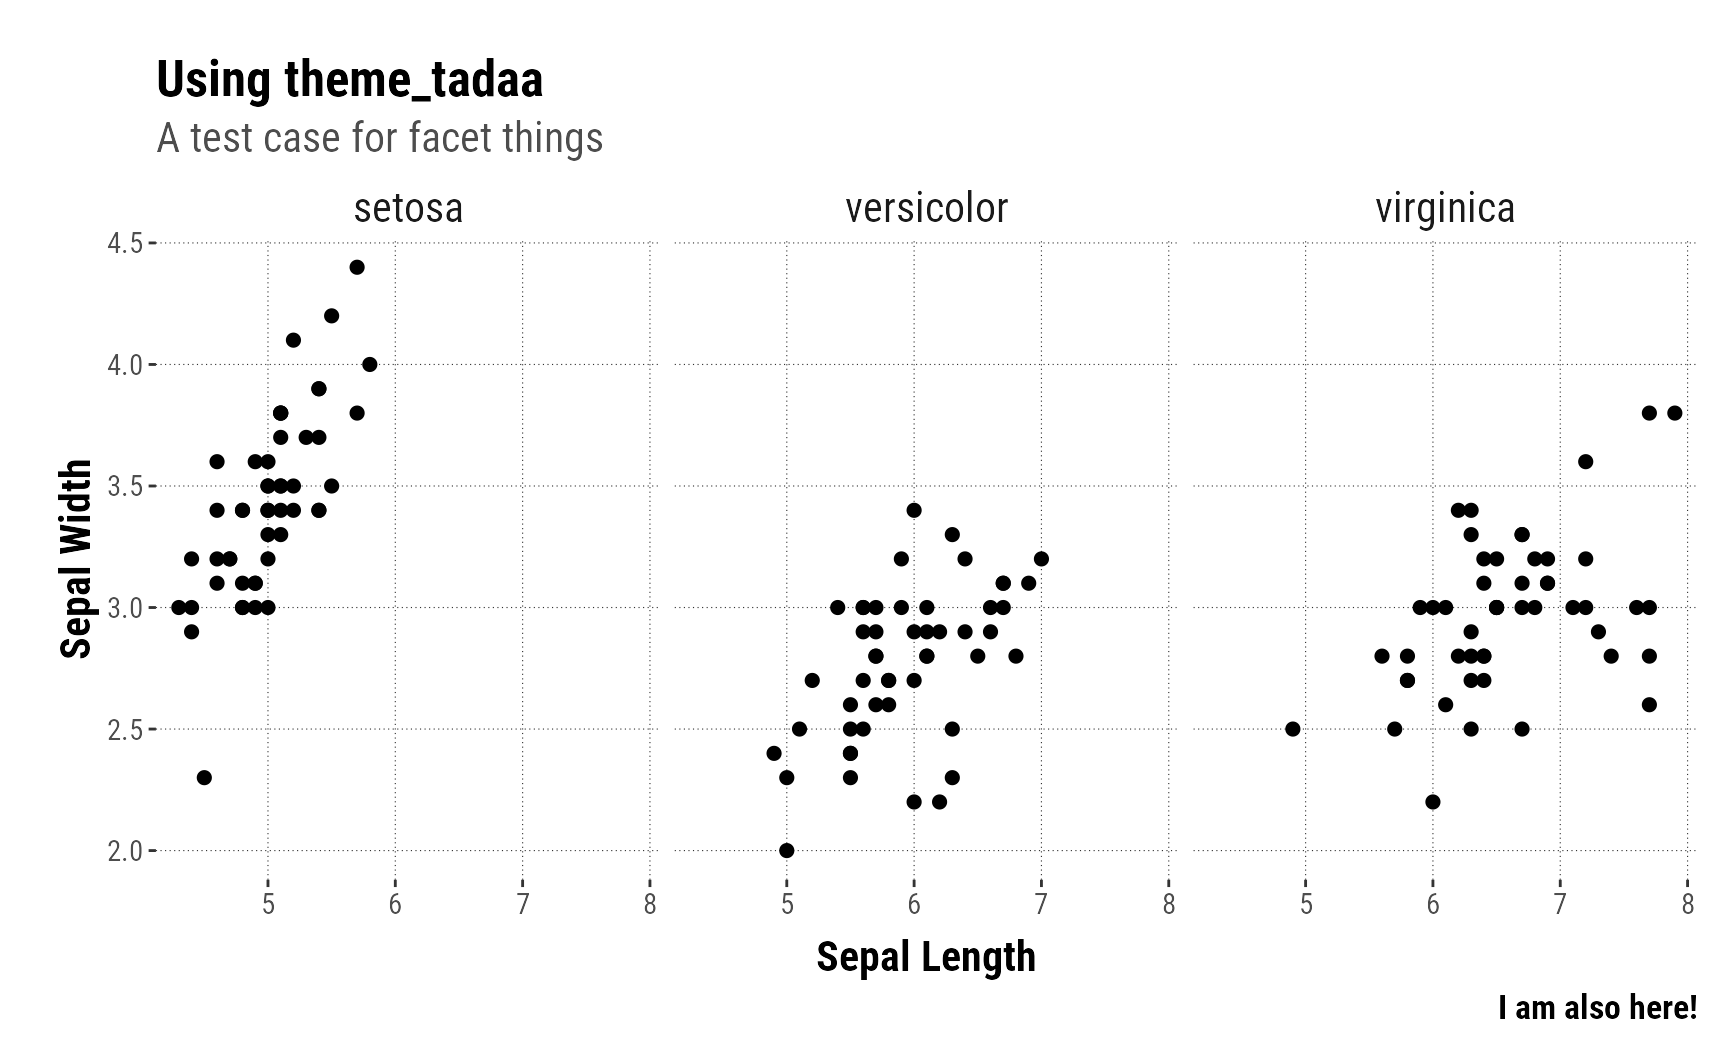 Using theme_tadaa
A test case for facet things
setosa
versicolor
virginica
4.5
4.0
3.5
3.0
2.5
2.0
Sepal Width
5 6 7 8
5 6 7 8
5 6 7 8
Sepal Length
I am also here!